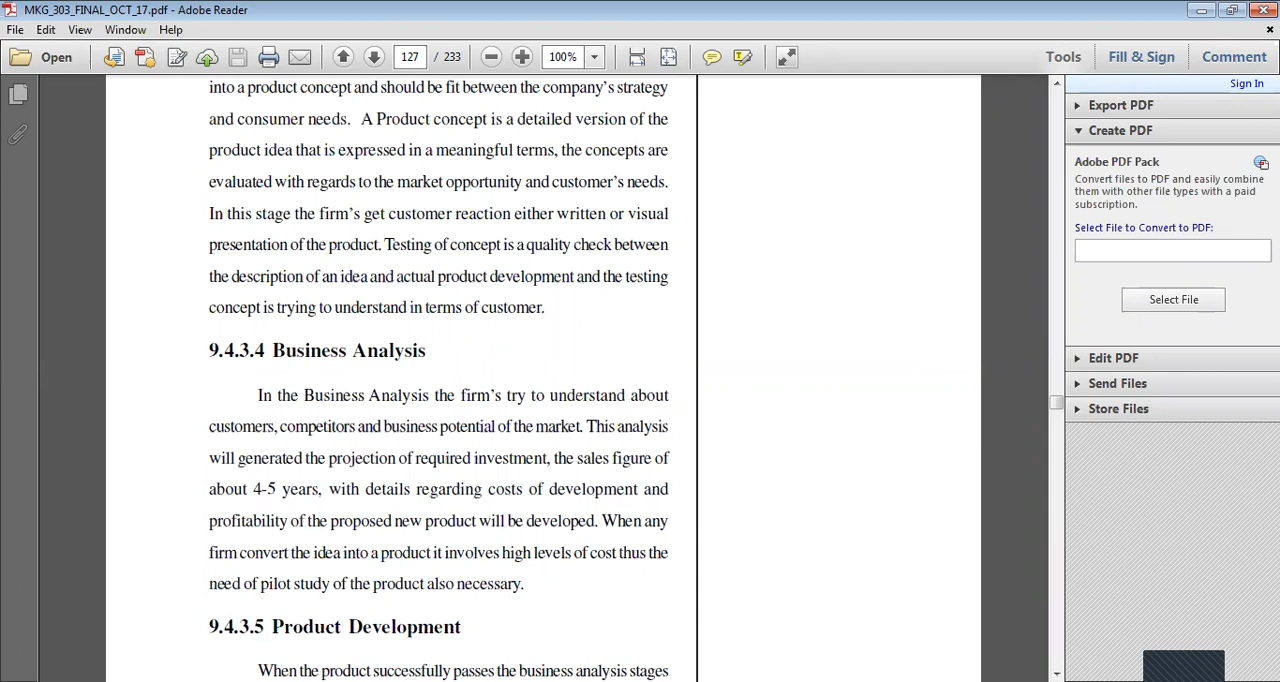 MKG_303_FINAL_OCT_17.pdf - Adobe Reader
File Edit View Window Help
Open 127 / 233 100% Tools Fill & Sign Comment
Sign In
Export PDF
Create PDF
Adobe PDF Pack
Convert files to PDF and easily combine
them with other file types with a paid
subscription.
Select File to Convert to PDF:
Select File
Edit PDF
Send Files
Store Files
into a product concept and should be fit between the company's strategy
and consumer needs. A Product concept is a detailed version of the
product idea that is expressed in a meaningful terms, the concepts are
evaluated with regards to the market opportunity and customer's needs.
In this stage the firm's get customer reaction either written or visual
presentation of the product. Testing of concept is a quality check between
the description of an idea and actual product development and the testing
concept is trying to understand in terms of customer.
9.4.3.4 Business Analysis
In the Business Analysis the firm's try to understand about
customers, competitors and business potential of the market. This analysis
will generated the projection of required investment, the sales figure of
about 4-5 years, with details regarding costs of development and
profitability of the proposed new product will be developed. When any
firm convert the idea into a product it involves high levels of cost thus the
need of pilot study of the product also necessary.
9.4.3.5 Product Development
When the product successfully passes the business analysis stages